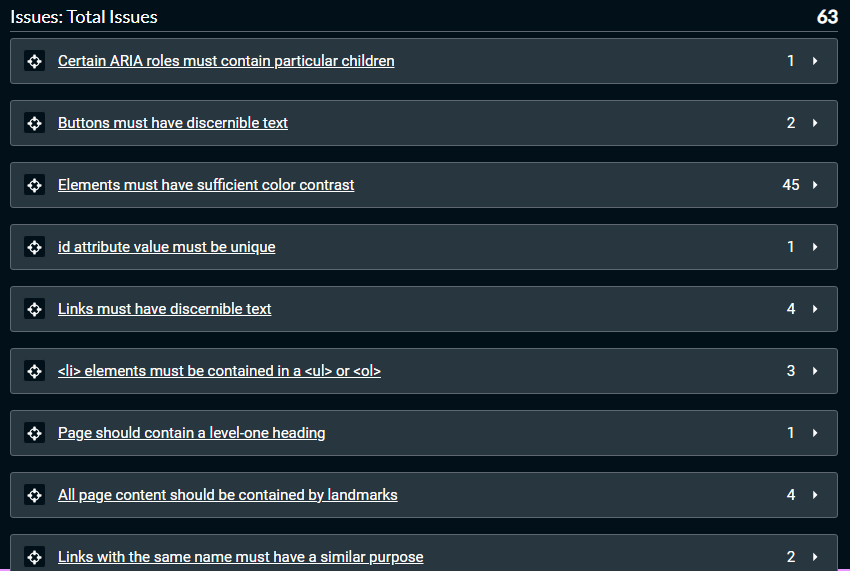 Issues: Total Issues 63
Certain ARIA roles must contain particular children 1
Buttons must have discernible text 2
Elements must have sufficient color contrast 45
id attribute value must be unique 1
Links must have discernible text 4
<li> elements must be contained in a <ul> or <ol> 3
Page should contain a level-one heading 1
All page content should be contained by landmarks 4
Links with the same name must have a similar purpose 2